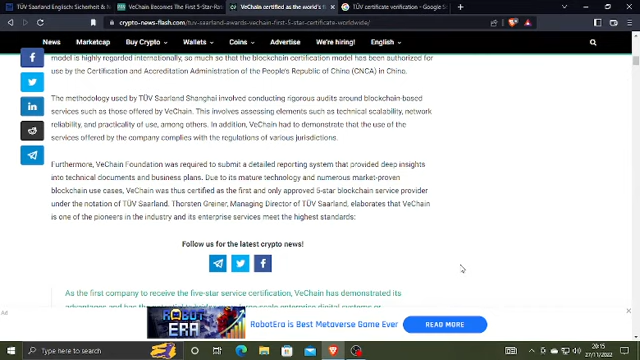 TÜV Saarland Englisch Sicherheit &
VeChain Becomes The First 5-Star
VeChain certified as the world's f
TÜV certificate verification - Google S
crypto-news-flash.com/tuv-saarland-awards-vechain-first-5-star-certificate-worldwide/
News Marketcap Buy Crypto Wallets Coins Advertise We're hiring! English
model is highly regarded internationally, so much so that the blockchain certification model has been authorized for
use by the Certification and Accreditation Administration of the People's Republic of China (CNCA) in China.
The methodology used by TÜV Saarland Shanghai involved conducting rigorous audits around blockchain-based
services such as those offered by VeChain. This involves assessing elements such as technical scalability, network
reliability, and practicality of use, among others. In addition, VeChain had to demonstrate that the use of the
services offered by the company complies with the regulations of various jurisdictions.
Furthermore, VeChain Foundation was required to submit a detailed reporting system that provided deep insights
into technical documents and business plans. Due to its mature technology and numerous market-proven
blockchain use cases, VeChain was thus certified as the first and only approved 5-star blockchain service provider
under the notation of TÜV Saarland. Thorsten Greiner, Managing Director of TÜV Saarland, elaborates that VeChain
is one of the pioneers in the industry and its enterprise services meet the highest standards:
Follow us for the latest crypto news!
As the first company to receive the five-star service certification, VeChain has demonstrated its
Ad
ROBOT
ERA
RobotEra is Best Metaverse Game Ever
READ MORE
Type here to search
20:15
27/11/2022